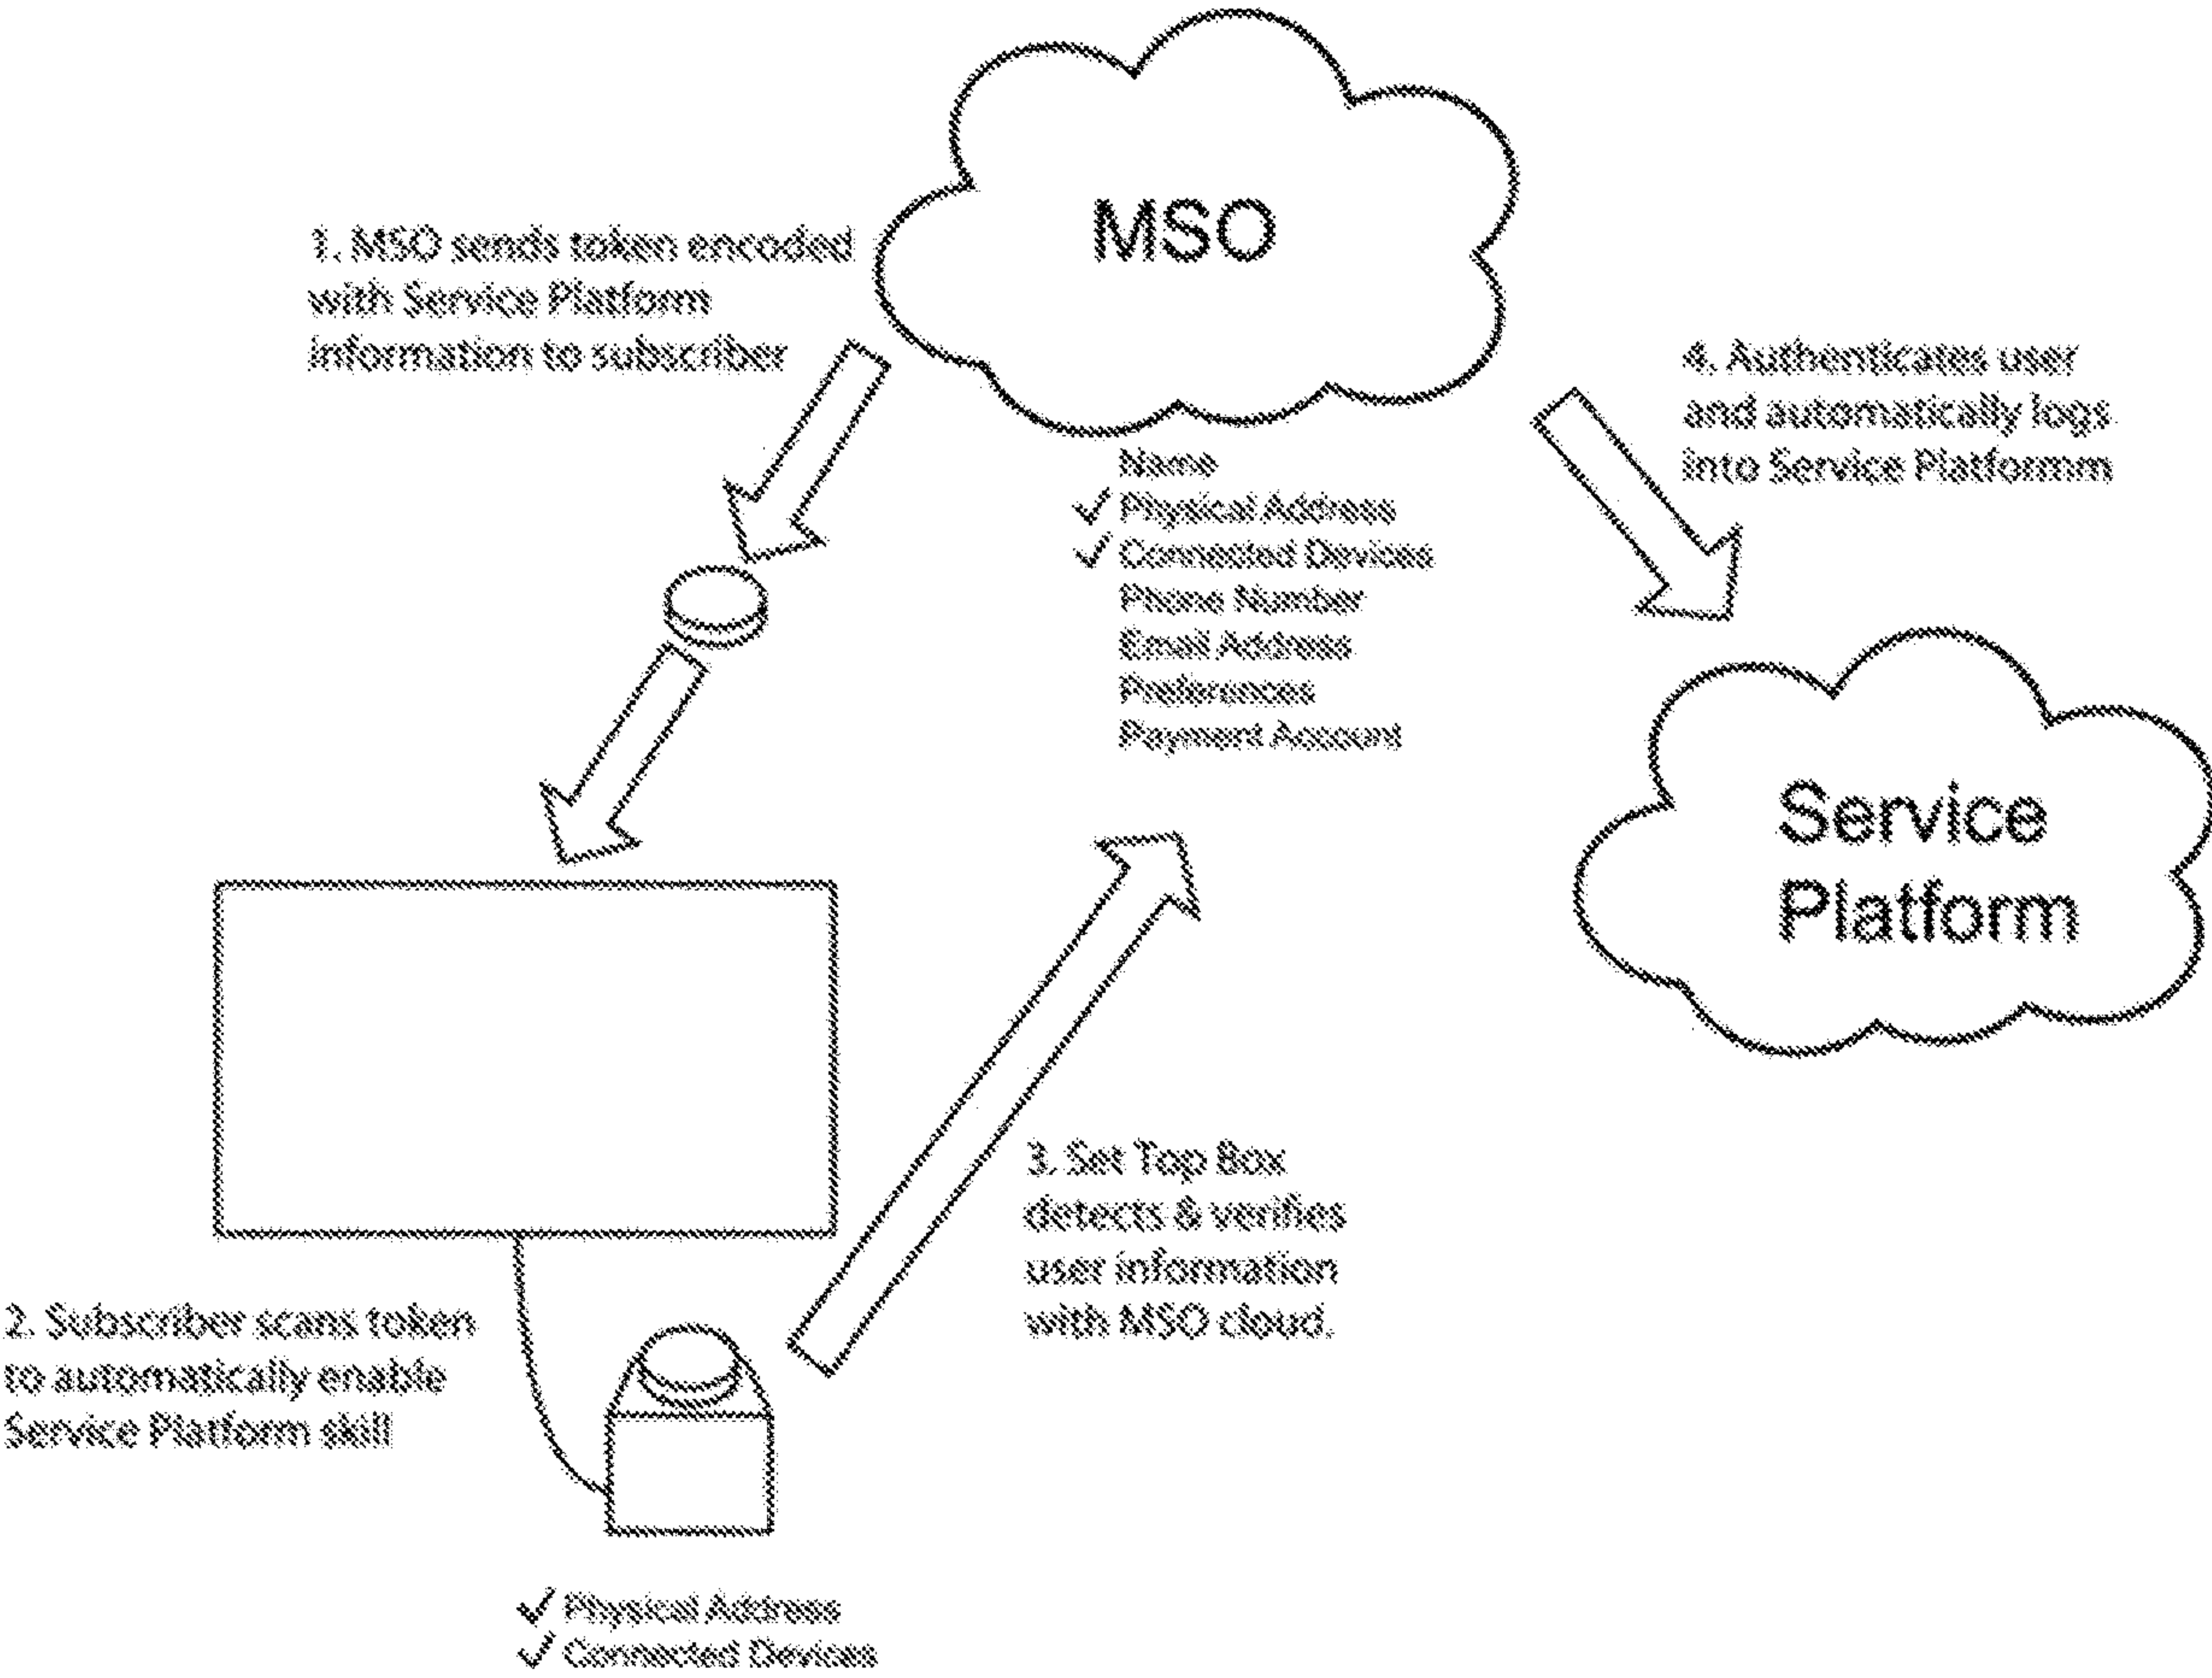 MSO
1. MSO sends token encoded
with Service Platform
information to subscriber
4. Authenticates user
and automatically logs
into Service Platformm
Name
✓ Physical Address
✓ Connected Devices
Phone Number
Email Address
Preferences
Payment Account
Service
Platform
3. Set Top Box
detects & verifies
user information
with MSO cloud.
2. Subscriber scans token
to automatically enable
Service Platform skill
✓ Physical Address
✓ Connected Devices